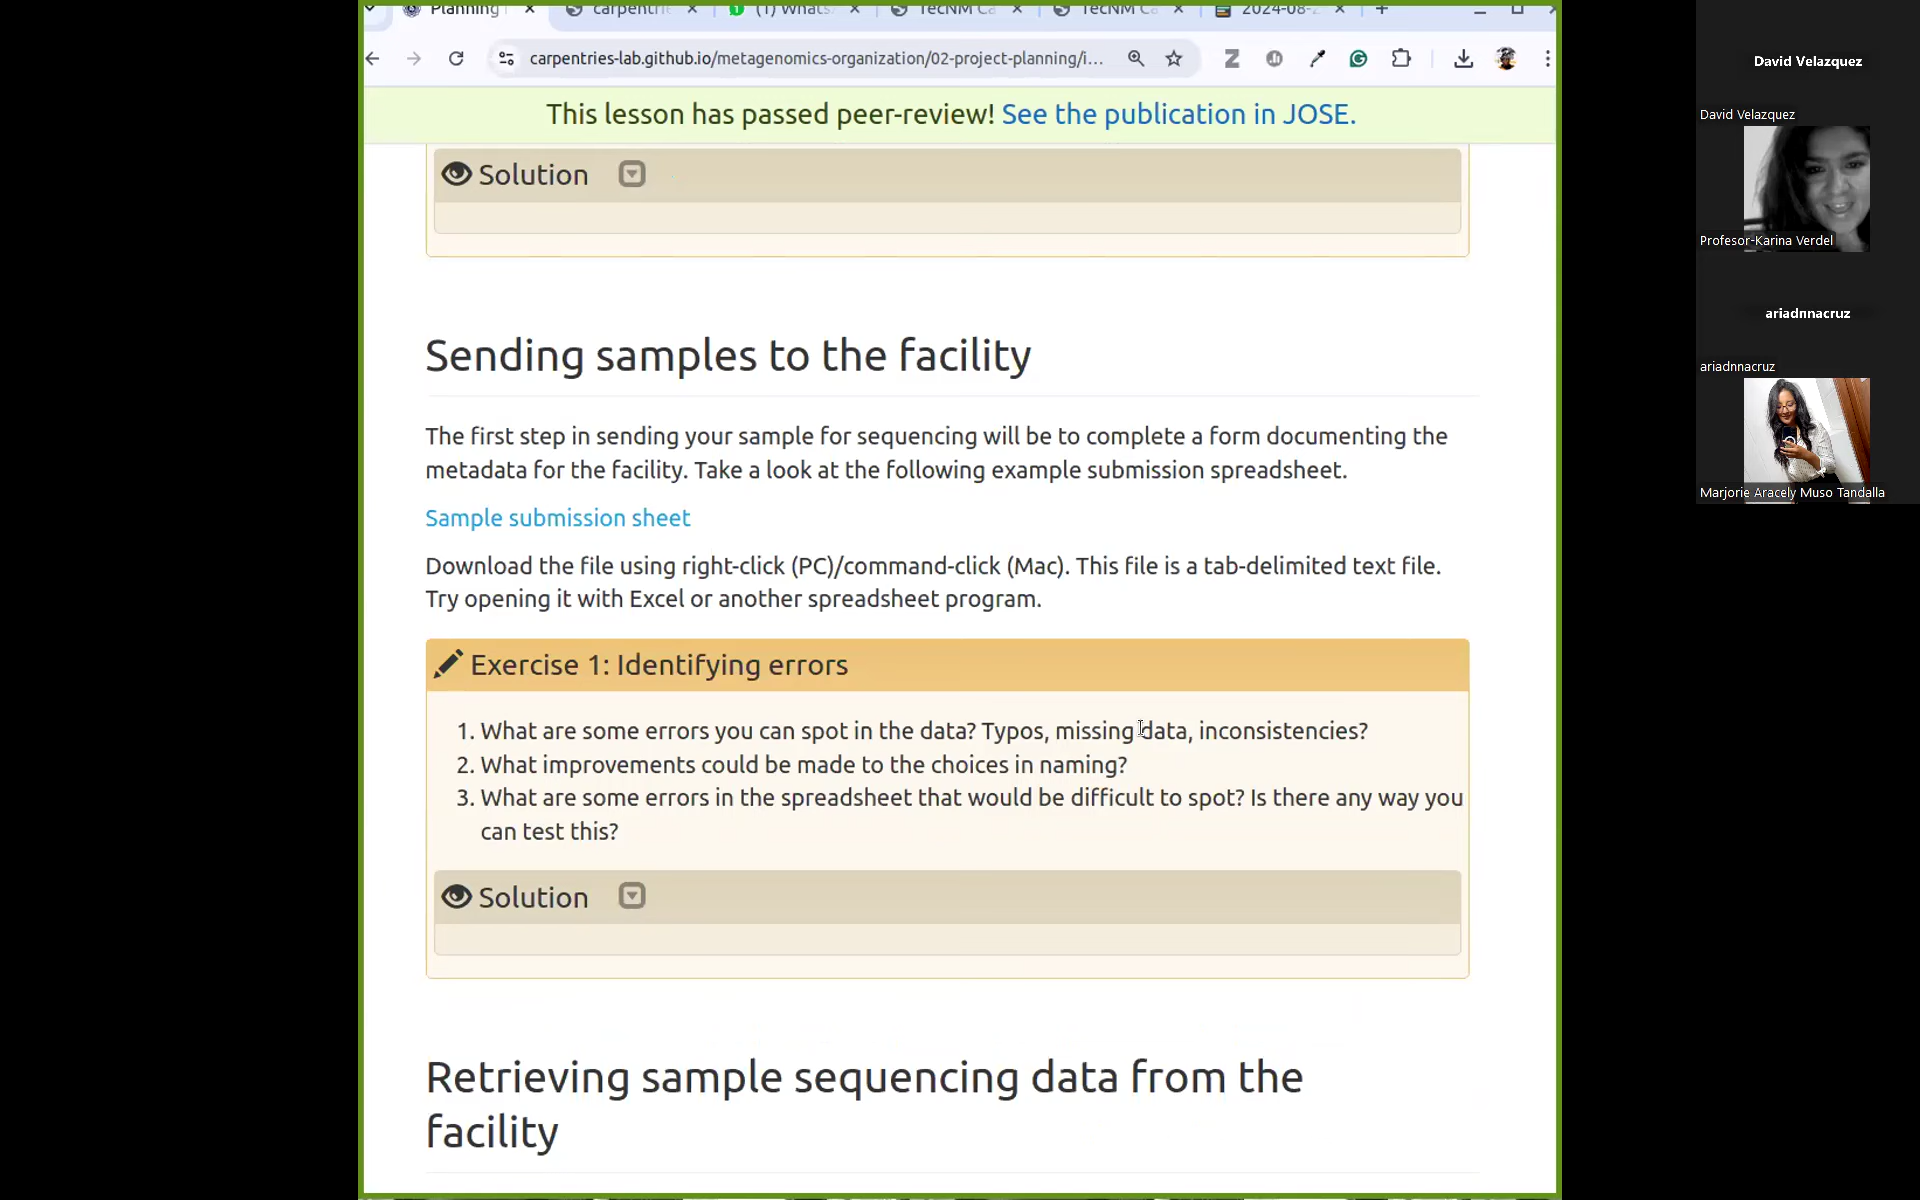 Planning
carpentrie
(1) Whats
TecNM Ca
TecNM Ca
2024-08-2
carpentries-lab.github.io/metagenomics-organization/02-project-planning/i...
This lesson has passed peer-review! See the publication in JOSE.
Solution
Sending samples to the facility
The first step in sending your sample for sequencing will be to complete a form documenting the
metadata for the facility. Take a look at the following example submission spreadsheet.
Sample submission sheet
Download the file using right-click (PC)/command-click (Mac). This file is a tab-delimited text file.
Try opening it with Excel or another spreadsheet program.
Exercise 1: Identifying errors
1. What are some errors you can spot in the data? Typos, missing data, inconsistencies?
2. What improvements could be made to the choices in naming?
3. What are some errors in the spreadsheet that would be difficult to spot? Is there any way you
can test this?
Solution
Retrieving sample sequencing data from the
facility
David Velazquez
David Velazquez
Profesor-Karina Verdel
ariadnnacruz
ariadnnacruz
Marjorie Aracely Muso Tandalla